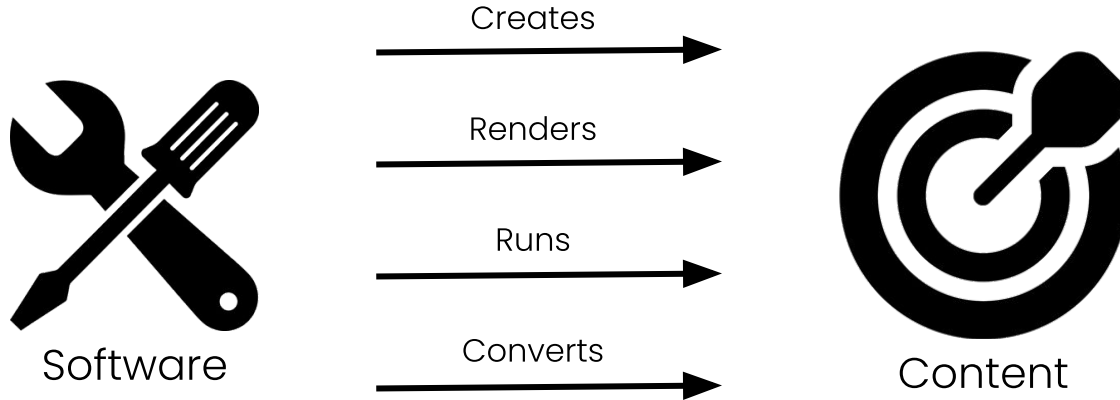 Creates
Renders
Runs
Converts
Software
Content